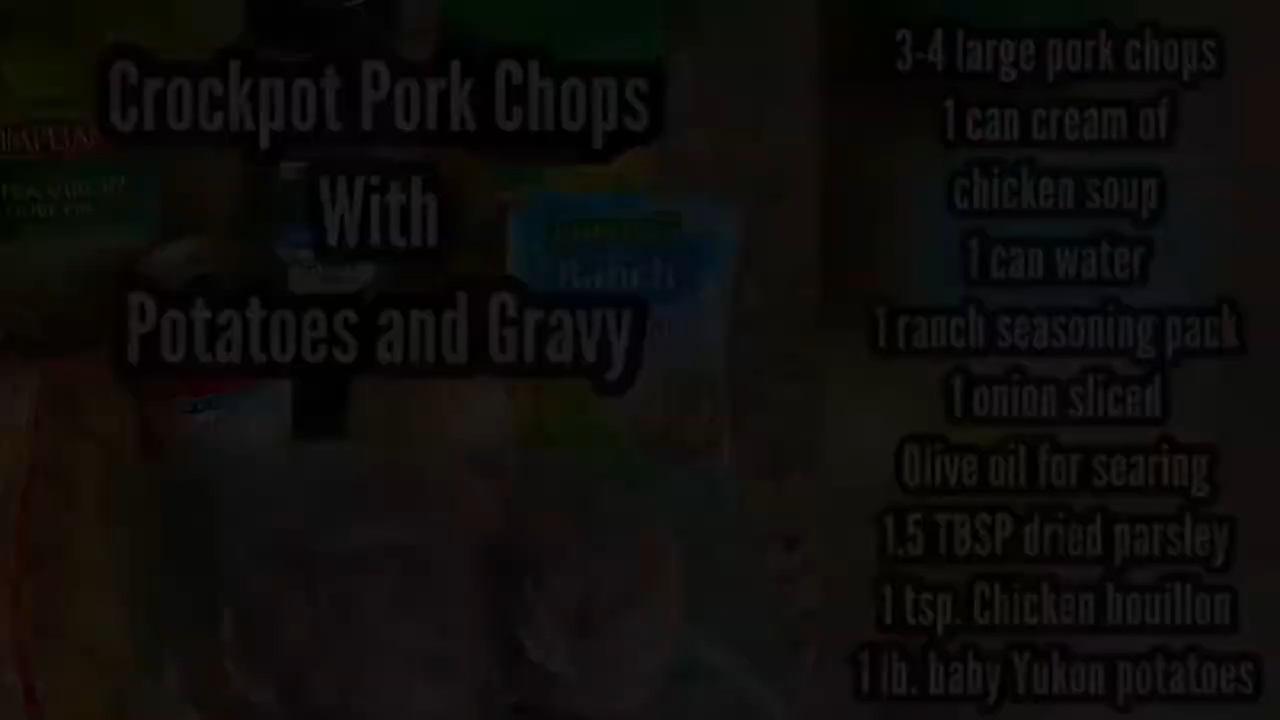 Crockpot Pork Chops
With
Potatoes and Gravy
3-4 large pork chops
1 can cream of
chicken soup
1 can water
1 ranch seasoning pack
1 onion sliced
Olive oil for searing
1.5 TBSP dried parsley
1 tsp. Chicken bouillon
1 lb. baby Yukon potatoes
Ranch